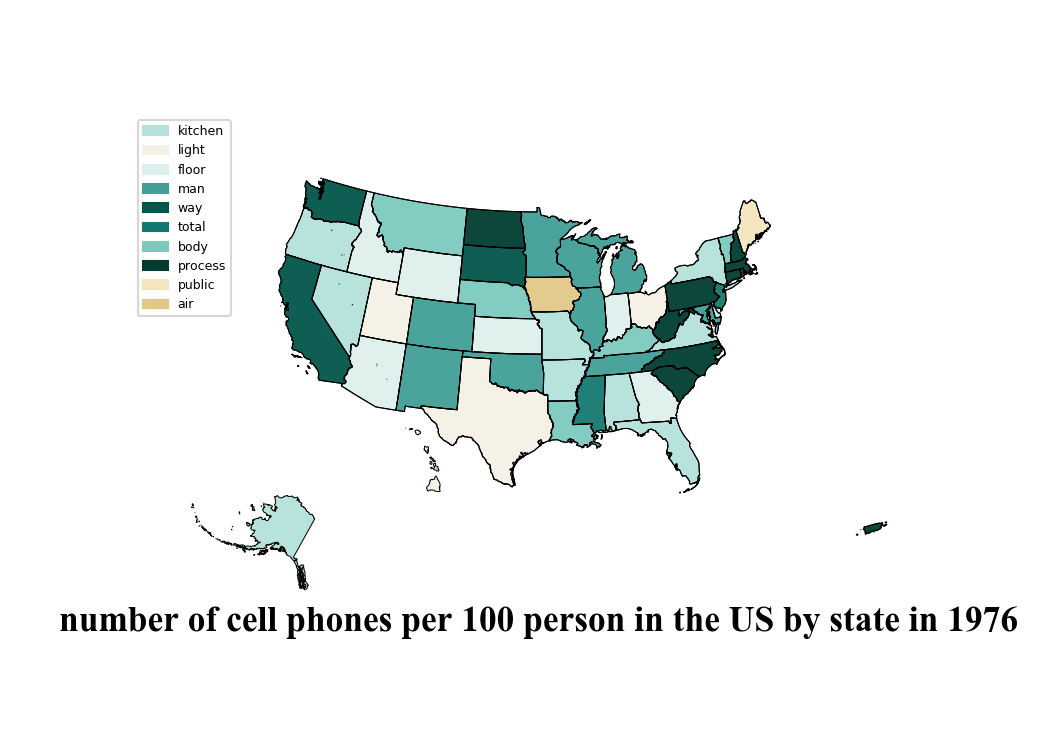 kitchen
light
floor
man
way
total
body
process
public
air
number of cell phones per 100 person in the US by state in 1976